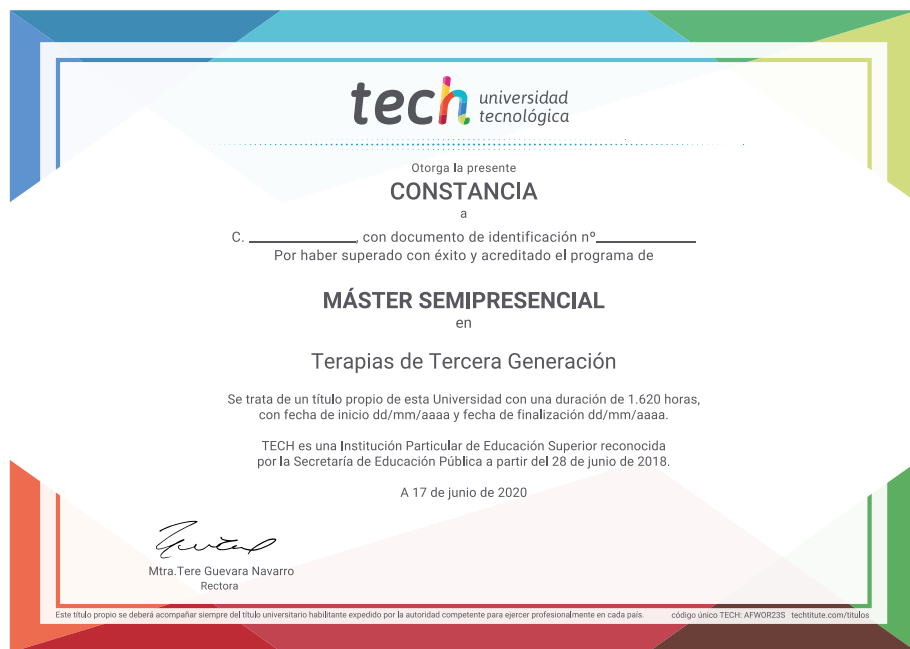 tech universidad
tecnológica
Otorga la presente
CONSTANCIA
a
C. ____________, con documento de identificación nº____________
Por haber superado con éxito y acreditado el programa de
MÁSTER SEMIPRESENCIAL
en
Terapias de Tercera Generación
Se trata de un título propio de esta Universidad con una duración de 1.620 horas,
con fecha de inicio dd/mm/aaaa y fecha de finalización dd/mm/aaaa.
TECH es una Institución Particular de Educación Superior reconocida
por la Secretaría de Educación Pública a partir del 28 de junio de 2018.
A 17 de junio de 2020
Mtra.Tere Guevara Navarro
Rectora
Este título propio se deberá acompañar siempre del título universitario habilitante expedido por la autoridad competente para ejercer profesionalmente en cada país. código único TECH: AFWOR23S techtitute.com/titulos